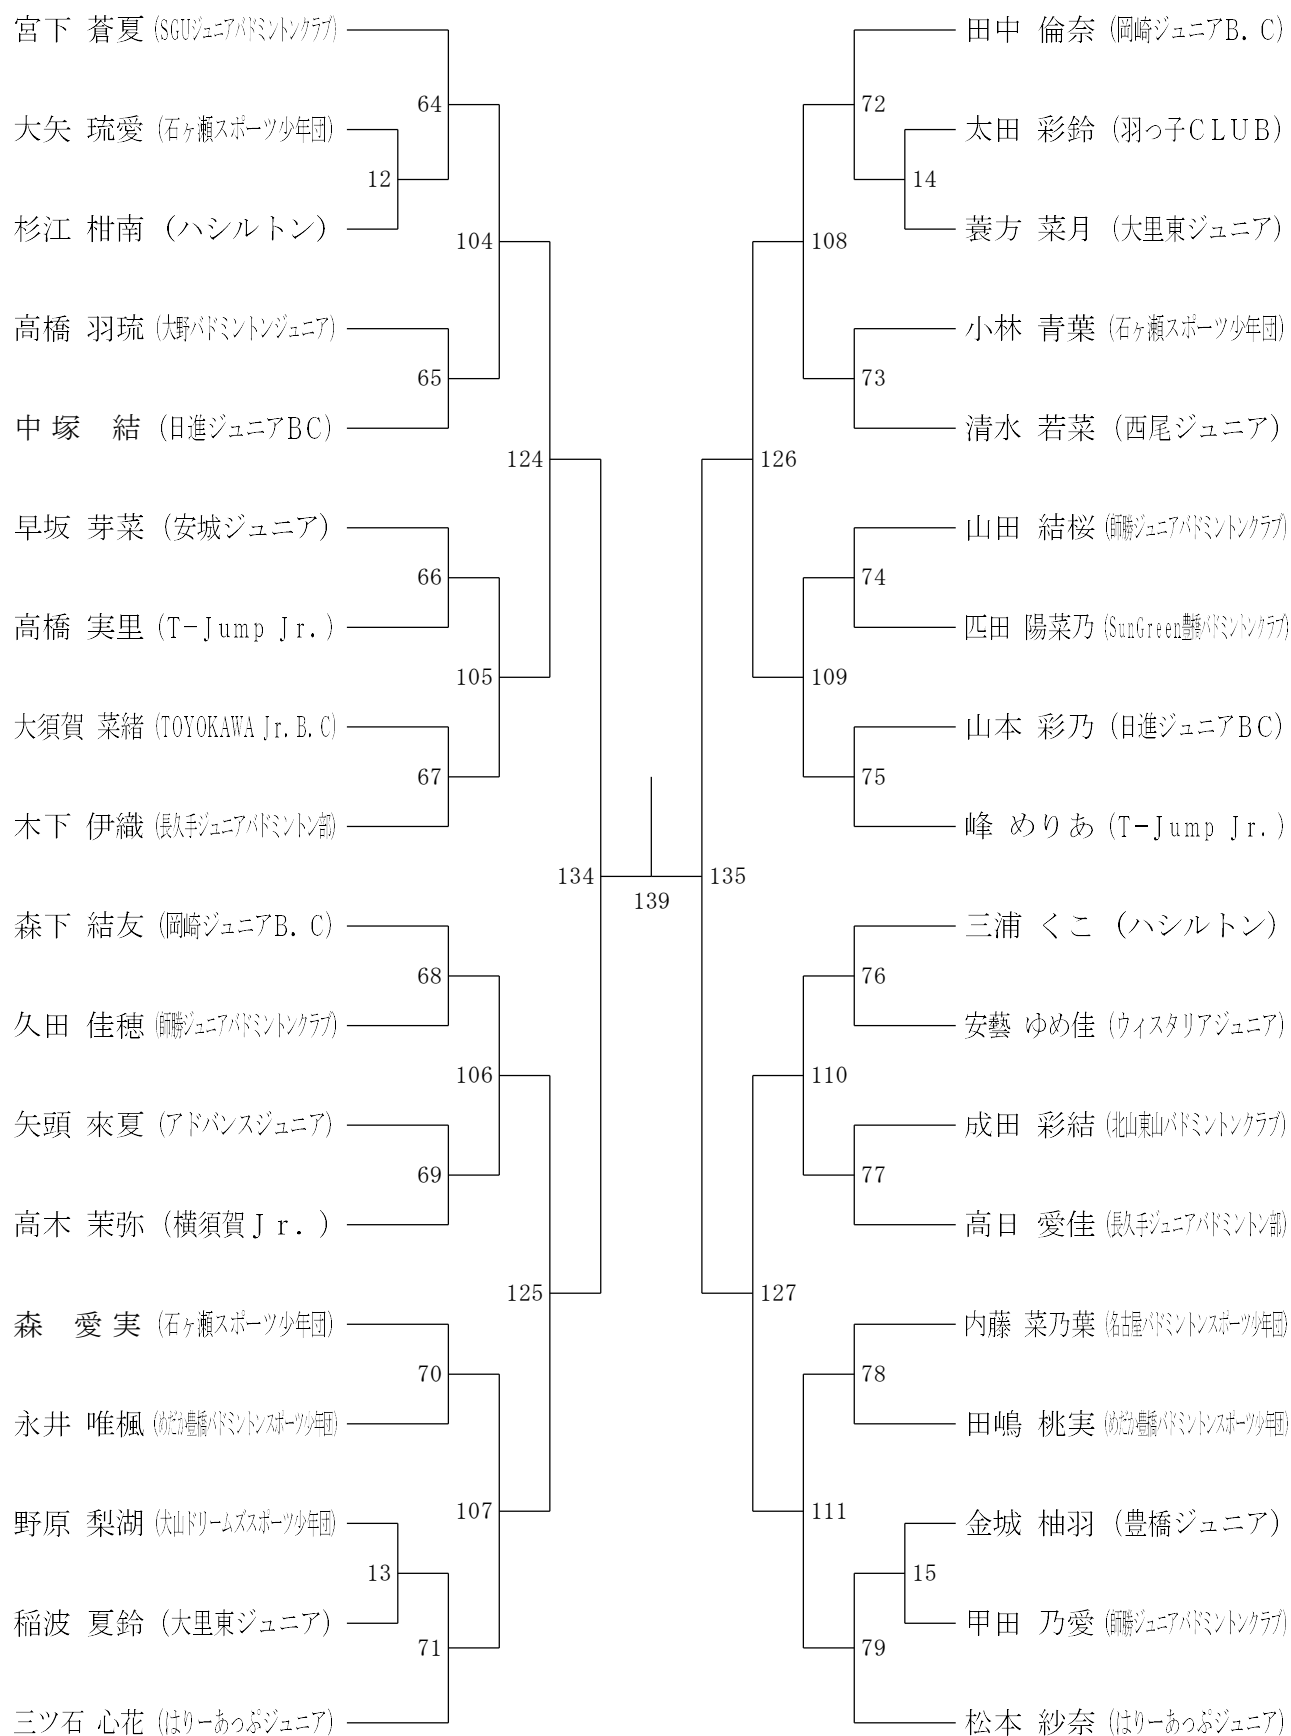 宮下 蒼夏 (SGUジュニアバドミントンクラブ)
64
大矢 琉愛 (石ヶ瀬スポーツ少年団)
12
杉江 柑南 (ハシルトン)
104
高橋 羽琉 (大野バドミントンジュニア)
65
中塚 結 (日進ジュニアBC)
124
早坂 芽菜 (安城ジュニア)
66
高橋 実里 (T-Jump Jr.)
105
大須賀 菜緒 (TOYOKAWA Jr.B.C)
67
木下 伊織 (長久手ジュニアバドミントン部)
134
森下 結友 (岡崎ジュニアB.C)
68
久田 佳穂 (師勝ジュニアバドミントンクラブ)
106
矢頭 來夏 (アドバンスジュニア)
69
高木 茉弥 (横須賀Jr.)
125
森 愛実 (石ヶ瀬スポーツ少年団)
70
永井 唯楓 (めだか豊橋バドミントンスポーツ少年団)
107
野原 梨湖 (犬山ドリームズスポーツ少年団)
13
稲波 夏鈴 (大里東ジュニア)
71
三ツ石 心花 (はりーあっぷジュニア)
139
田中 倫奈 (岡崎ジュニアB.C)
72
太田 彩鈴 (羽っ子CLUB)
14
蓑方 菜月 (大里東ジュニア)
108
小林 青葉 (石ヶ瀬スポーツ少年団)
73
清水 若菜 (西尾ジュニア)
126
山田 結桜 (師勝ジュニアバドミントンクラブ)
74
匹田 陽菜乃 (SunGreen豊橋バドミントンクラブ)
109
山本 彩乃 (日進ジュニアBC)
75
峰 めりあ (T-Jump Jr.)
135
三浦 くこ (ハシルトン)
76
安藝 ゆめ佳 (ウィスタリアジュニア)
110
成田 彩結 (北山東山バドミントンクラブ)
77
高日 愛佳 (長久手ジュニアバドミントン部)
127
内藤 菜乃葉 (名古屋バドミントンスポーツ少年団)
78
田嶋 桃実 (めだか豊橋バドミントンスポーツ少年団)
111
金城 柚羽 (豊橋ジュニア)
15
甲田 乃愛 (師勝ジュニアバドミントンクラブ)
79
松本 紗奈 (はりーあっぷジュニア)